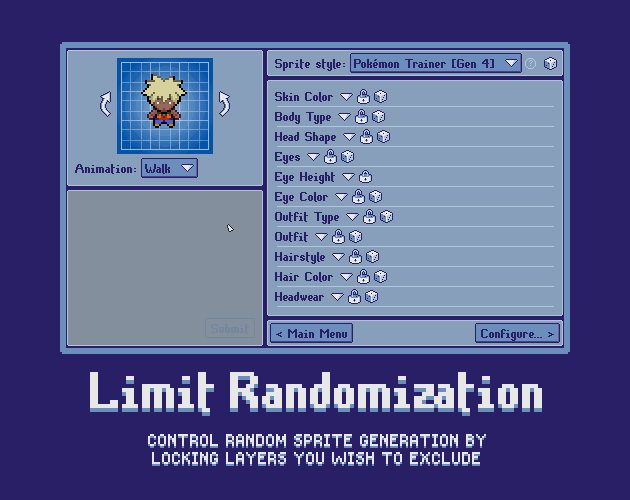 Sprite style: Pokémon Trainer [Gen 4] ?
Animation: Walk
Submit
Skin Color
Body Type
Head Shape
Eyes
Eye Height
Eye Color
Outfit Type
Outfit
Hairstyle
Hair Color
Headwear
< Main Menu
Configure... >
Limit Randomization
CONTROL RANDOM SPRITE GENERATION BY
LOCKING LAYERS YOU WISH TO EXCLUDE